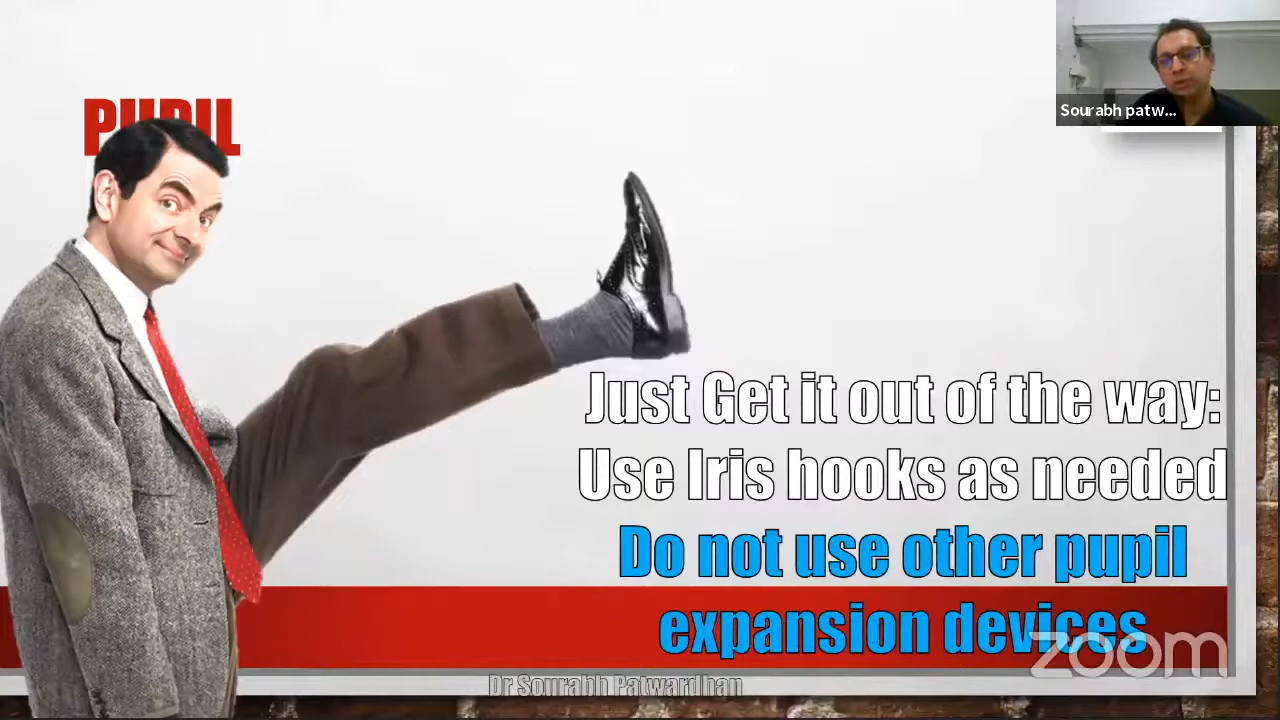 PUPIL
Sourabh patw...
Just Get it out of the way:
Use Iris hooks as needed
Do not use other pupil
expansion devices
zoom
Dr Sourabh Patwardhan